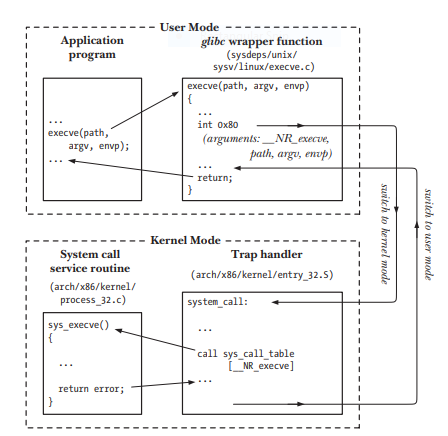 User Mode
Application
program
glibc wrapper function
(sysdeps/unix/
sysv/linux/execve.c)
...
execve(path,
argv, envp);
...
execve(path, argv, envp)
{
...
int 0x80
(arguments: __NR_execve,
path, argv, envp)
...
return;
}
switch to kernel mode
switch to user mode
Kernel Mode
System call
service routine
(arch/x86/kernel/
process_32.c)
Trap handler
(arch/x86/kernel/entry_32.S)
sys_execve()
{
...
return error;
}
system_call:
...
call sys_call_table
[__NR_execve]
...